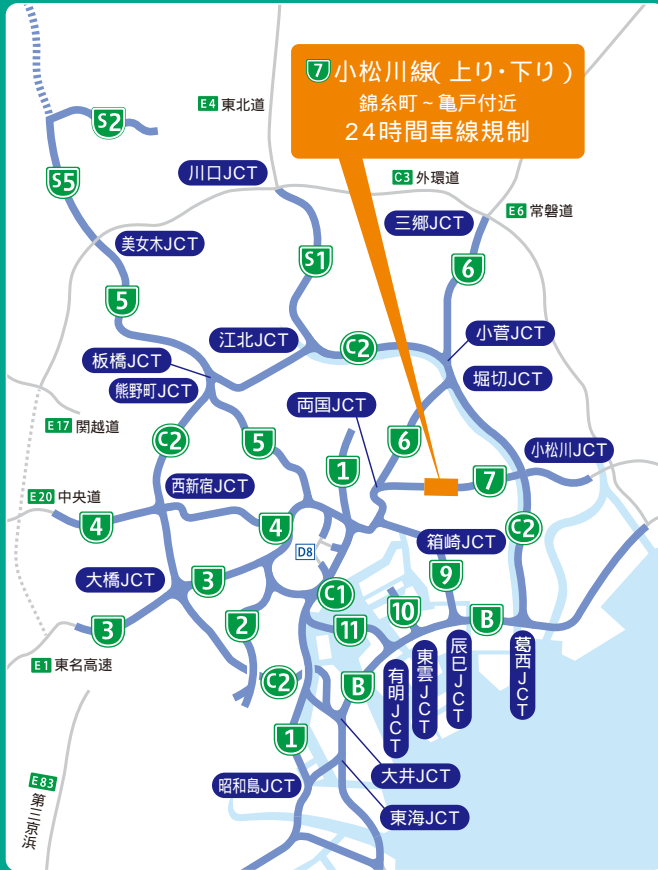 7 小松川線(上り・下り)
錦糸町~亀戸付近
24時間車線規制
S2
E4 東北道
川口JCT
C3 外環道
S5
三郷JCT
E6 常磐道
美女木JCT
S1
6
5
江北JCT
C2
小菅JCT
板橋JCT
堀切JCT
熊野町JCT
両国JCT
E17 関越道
C2
5
1
6
小松川JCT
7
西新宿JCT
E20 中央道
4
4
D8
箱崎JCT
C2
大橋JCT
3
C1
9
3
2
11
10
B
E1 東名高速
C2
B
有明JCT
東雲JCT
辰巳JCT
葛西JCT
1
大井JCT
昭和島JCT
E83
第三京浜
東海JCT